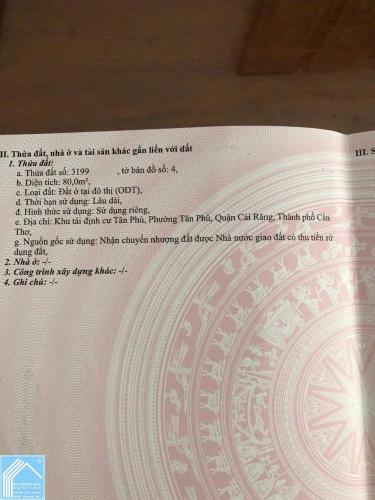 II. Thửa đất, nhà ở và tài sản khác gắn liền với đất
III. S
1. Thửa đất:
a. Thửa đất số: 3199 , tờ bản đồ số: 4,
b. Diện tích: 80,0m²,
c. Loại đất: Đất ở tại đô thị (ODT),
d. Thời hạn sử dụng: Lâu dài,
đ. Hình thức sử dụng: Sử dụng riêng,
e. Địa chỉ: Khu tái định cư Tân Phú, Phường Tân Phú, Quận Cái Răng, Thành phố Cần
Thơ,
g. Nguồn gốc sử dụng: Nhận chuyển nhượng đất được Nhà nước giao đất có thu tiền sử
dụng đất,
2. Nhà ở: -/-
3. Công trình xây dựng khác: -/-
4. Ghi chú: -/-